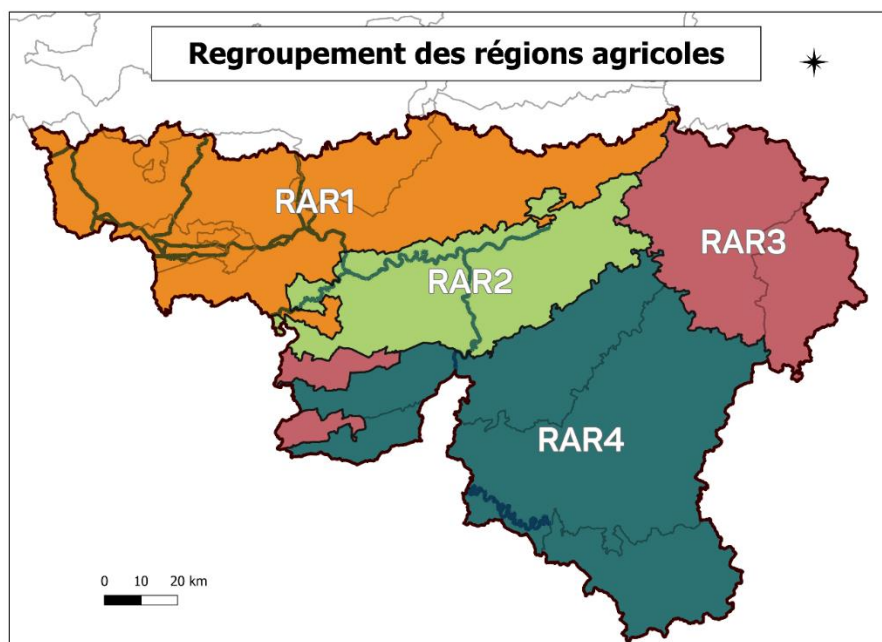 Regroupement des régions agricoles
RAR1
RAR3
RAR2
RAR4
0 10 20 km